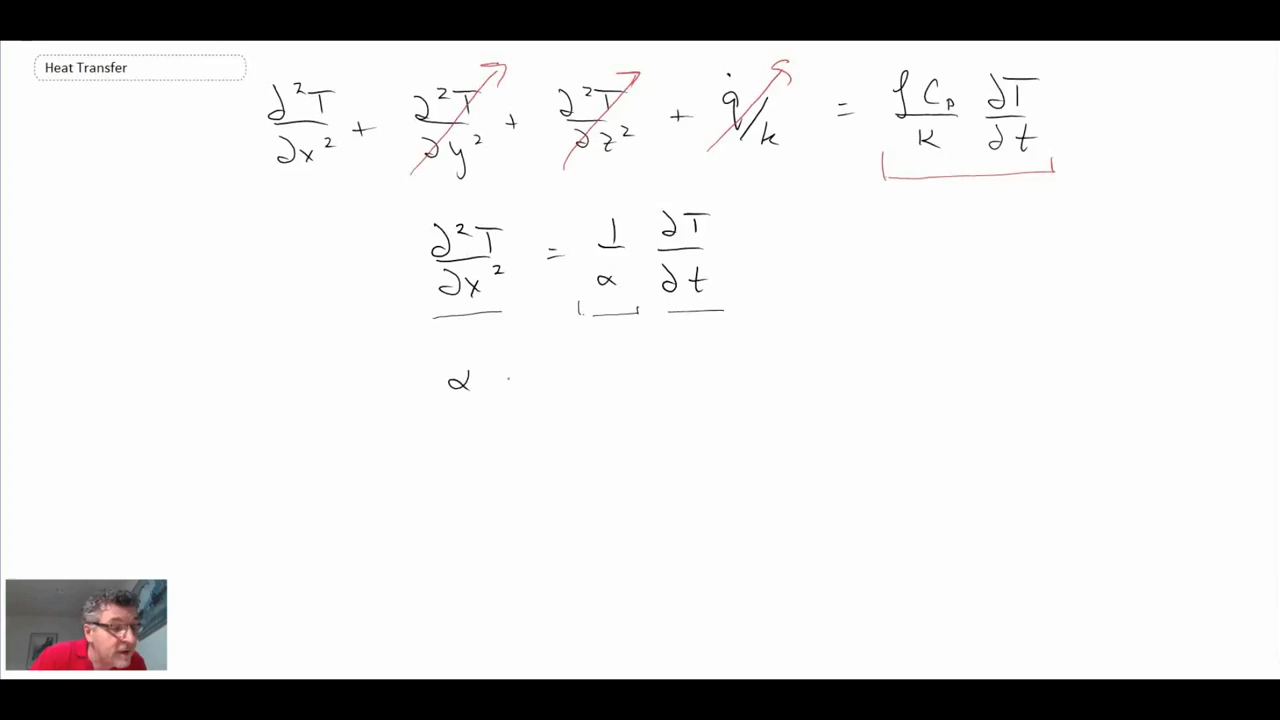 Heat Transfer
∂²T/∂x² + ∂²T/∂y² + ∂²T/∂z² + q̇/k = ρCₚ/k ∂T/∂t
∂²T/∂x² = 1/α ∂T/∂t
α